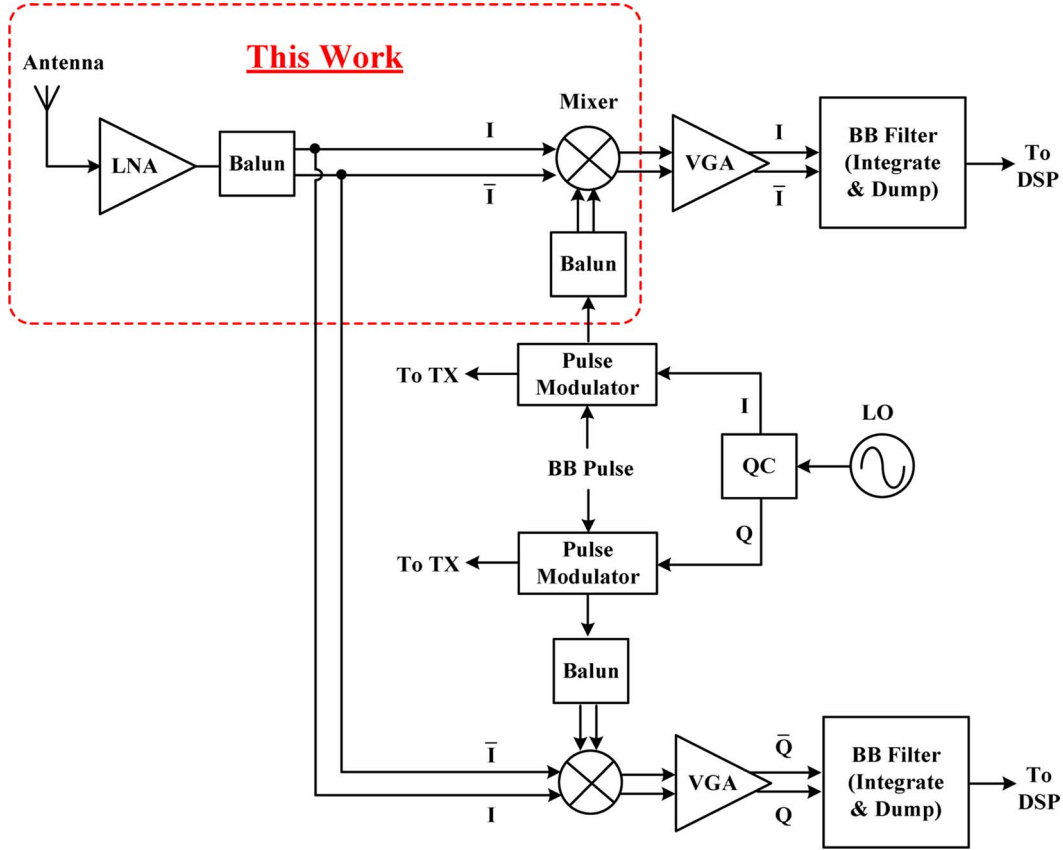 This Work
Antenna
Mixer
LNA
Balun
I
I̅
VGA
I
I̅
BB Filter
(Integrate
& Dump)
To
DSP
Balun
To TX
Pulse
Modulator
I
LO
BB Pulse
QC
Q
To TX
Pulse
Modulator
Balun
I̅
I
VGA
Q̅
Q
BB Filter
(Integrate
& Dump)
To
DSP